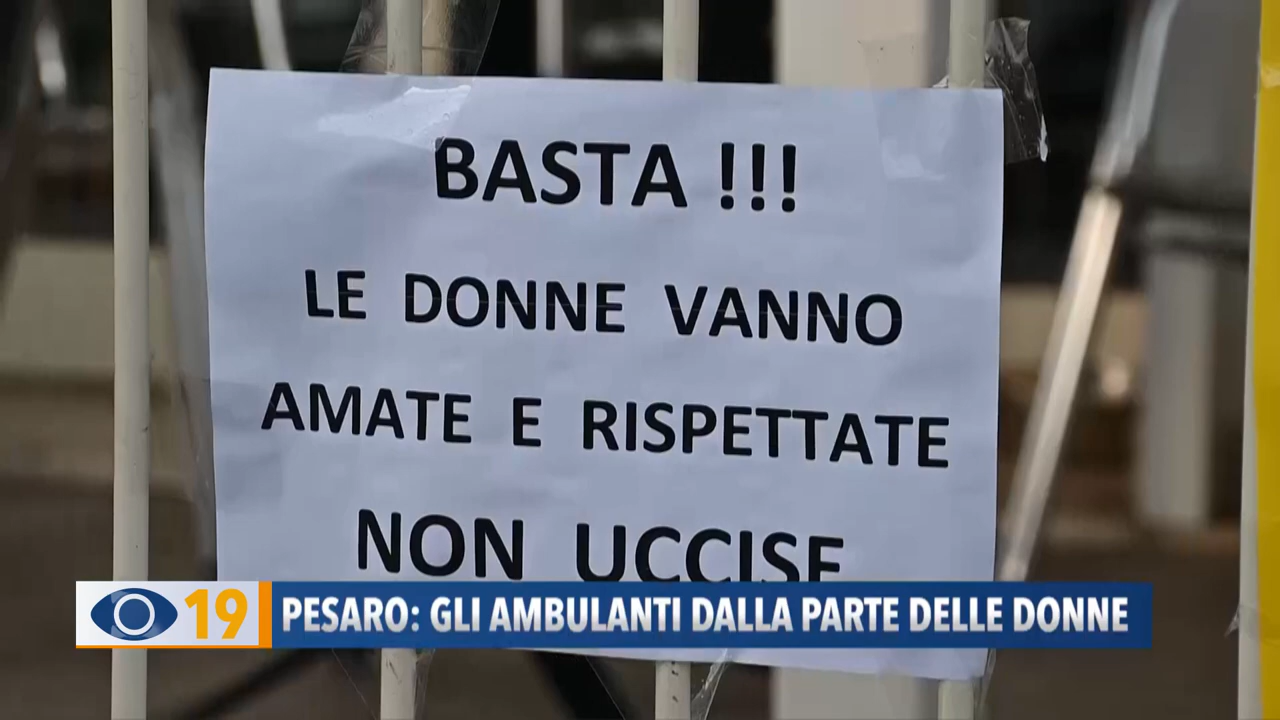 BASTA !!!
LE DONNE VANNO
AMATE E RISPETTATE
NON UCCISE
19
PESARO: GLI AMBULANTI DALLA PARTE DELLE DONNE